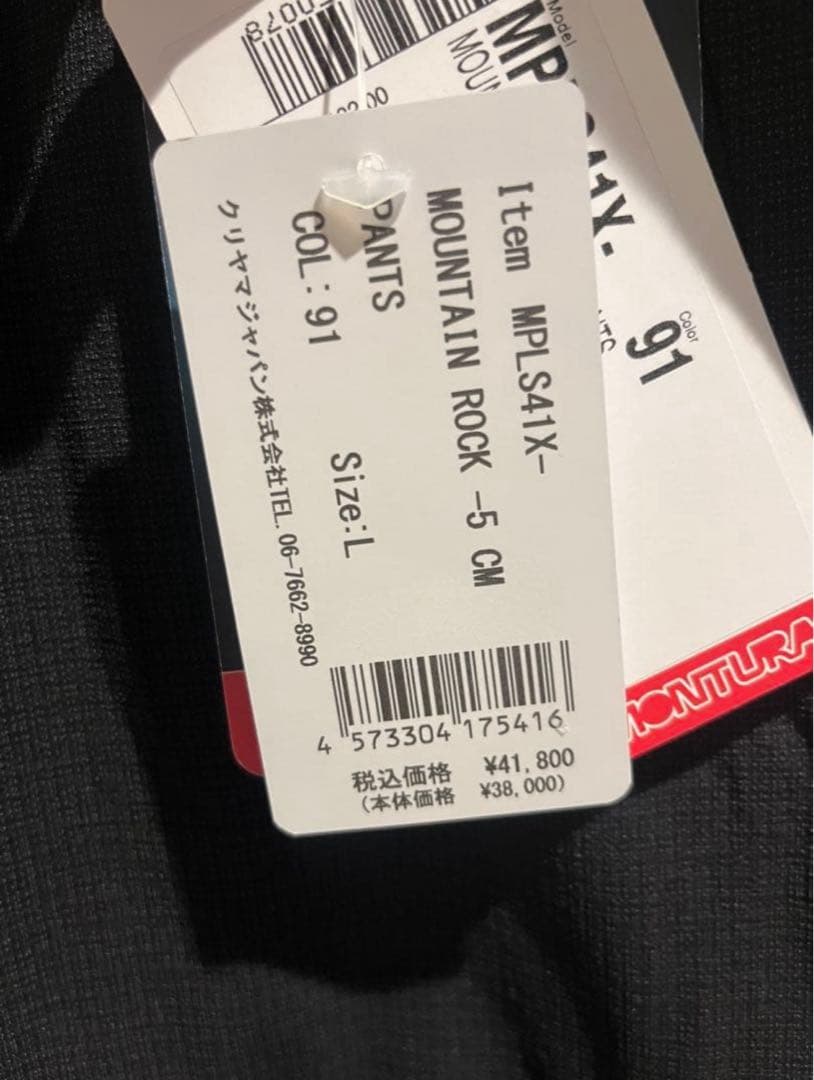 Item MPLS41X-
MOUNTAIN ROCK -5 CM
PANTS
COL:91 Size:L
クリヤマジャパン株式会社TEL.06-7662-8990
4 573304 175416
税込価格 ¥41,800
(本体価格 ¥38,000)
Model
Color
91
MONTURA